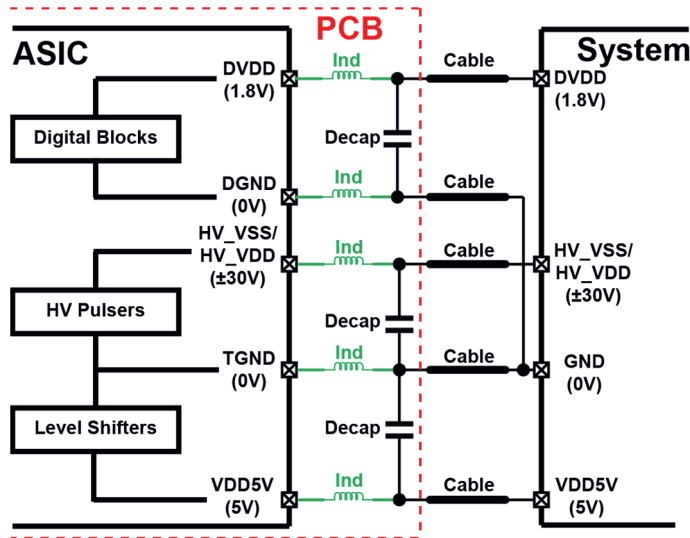 PCB
ASIC
System
DVDD
(1.8V)
Ind
Cable
DVDD
(1.8V)
Digital Blocks
Decap
DGND
(0V)
Ind
Cable
HV_VSS/
HV_VDD
(±30V)
Ind
Cable
HV_VSS/
HV_VDD
(±30V)
HV Pulsers
Decap
TGND
(0V)
Ind
Cable
GND
(0V)
Level Shifters
Decap
VDD5V
(5V)
Ind
Cable
VDD5V
(5V)